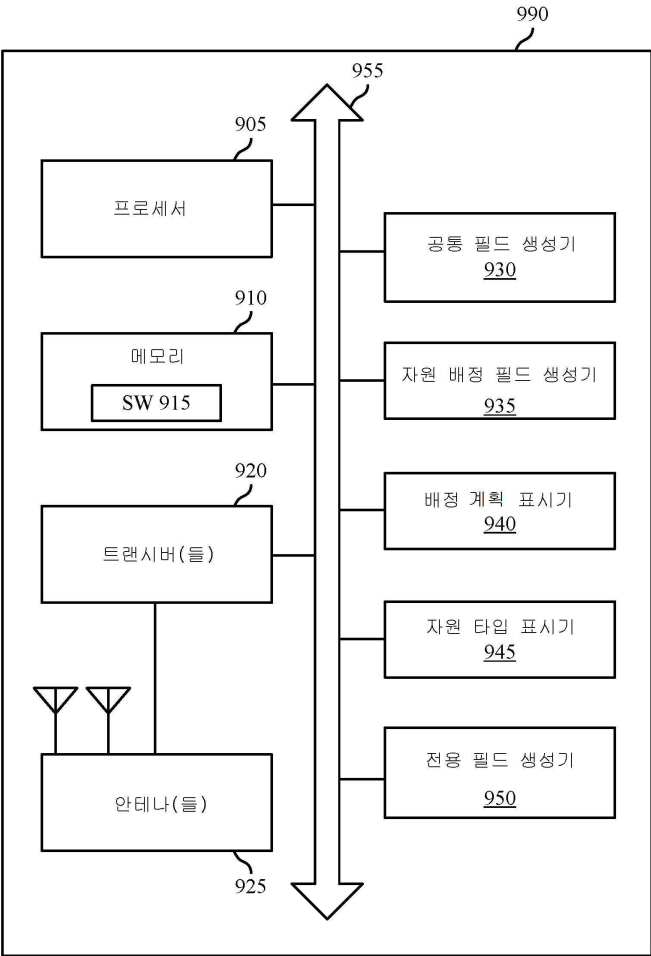 990
955
905
프로세서
공통 필드 생성기
930
910
메모리
SW 915
자원 배정 필드 생성기
935
920
트랜시버(들)
배정 계획 표시기
940
자원 타입 표시기
945
안테나(들)
925
전용 필드 생성기
950